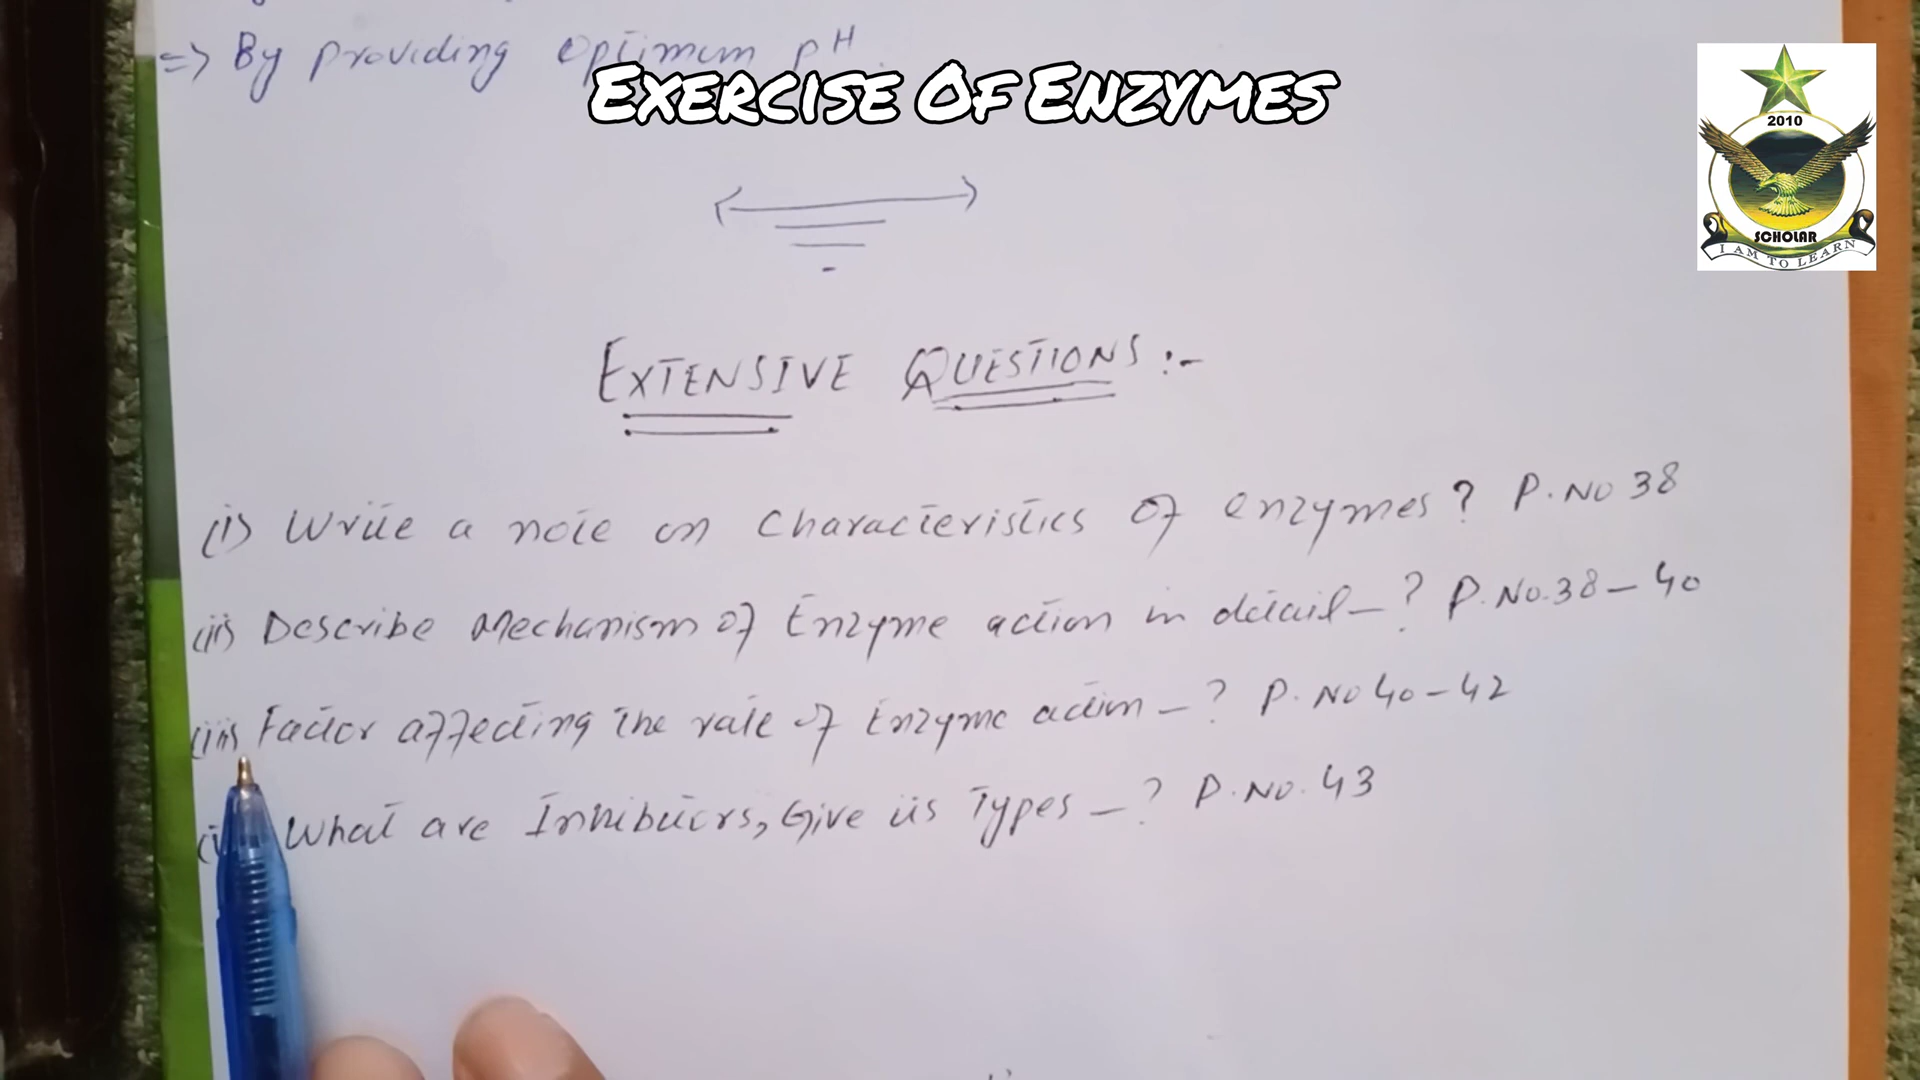 => By providing optimum pH.
EXERCISE OF ENZYMES
2010
SCHOLAR
I AM TO LEARN
EXTENSIVE QUESTIONS :-
(i) Write a note on characteristics of enzymes? P.No 38
(ii) Describe Mechanism of Enzyme action in detail_? P.No.38-40
(iii) Factor affecting the rate of Enzyme action _? P.No 40-42
What are Inhibitors, Give its Types _? P.No. 43